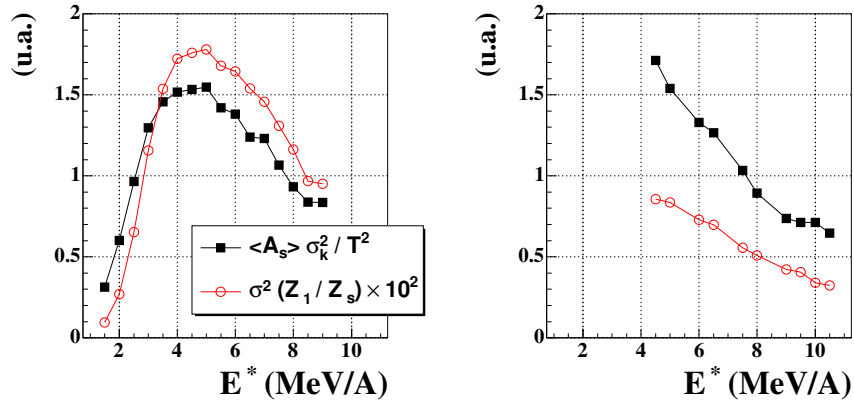 (u.a.)
2
1.5
1
0.5
0
2 4 6 8 10
E* (MeV/A)
<A_s> σ_k^2 / T^2
σ^2 (Z_1 / Z_s) × 10^2
(u.a.)
2
1.5
1
0.5
0
2 4 6 8 10
E* (MeV/A)